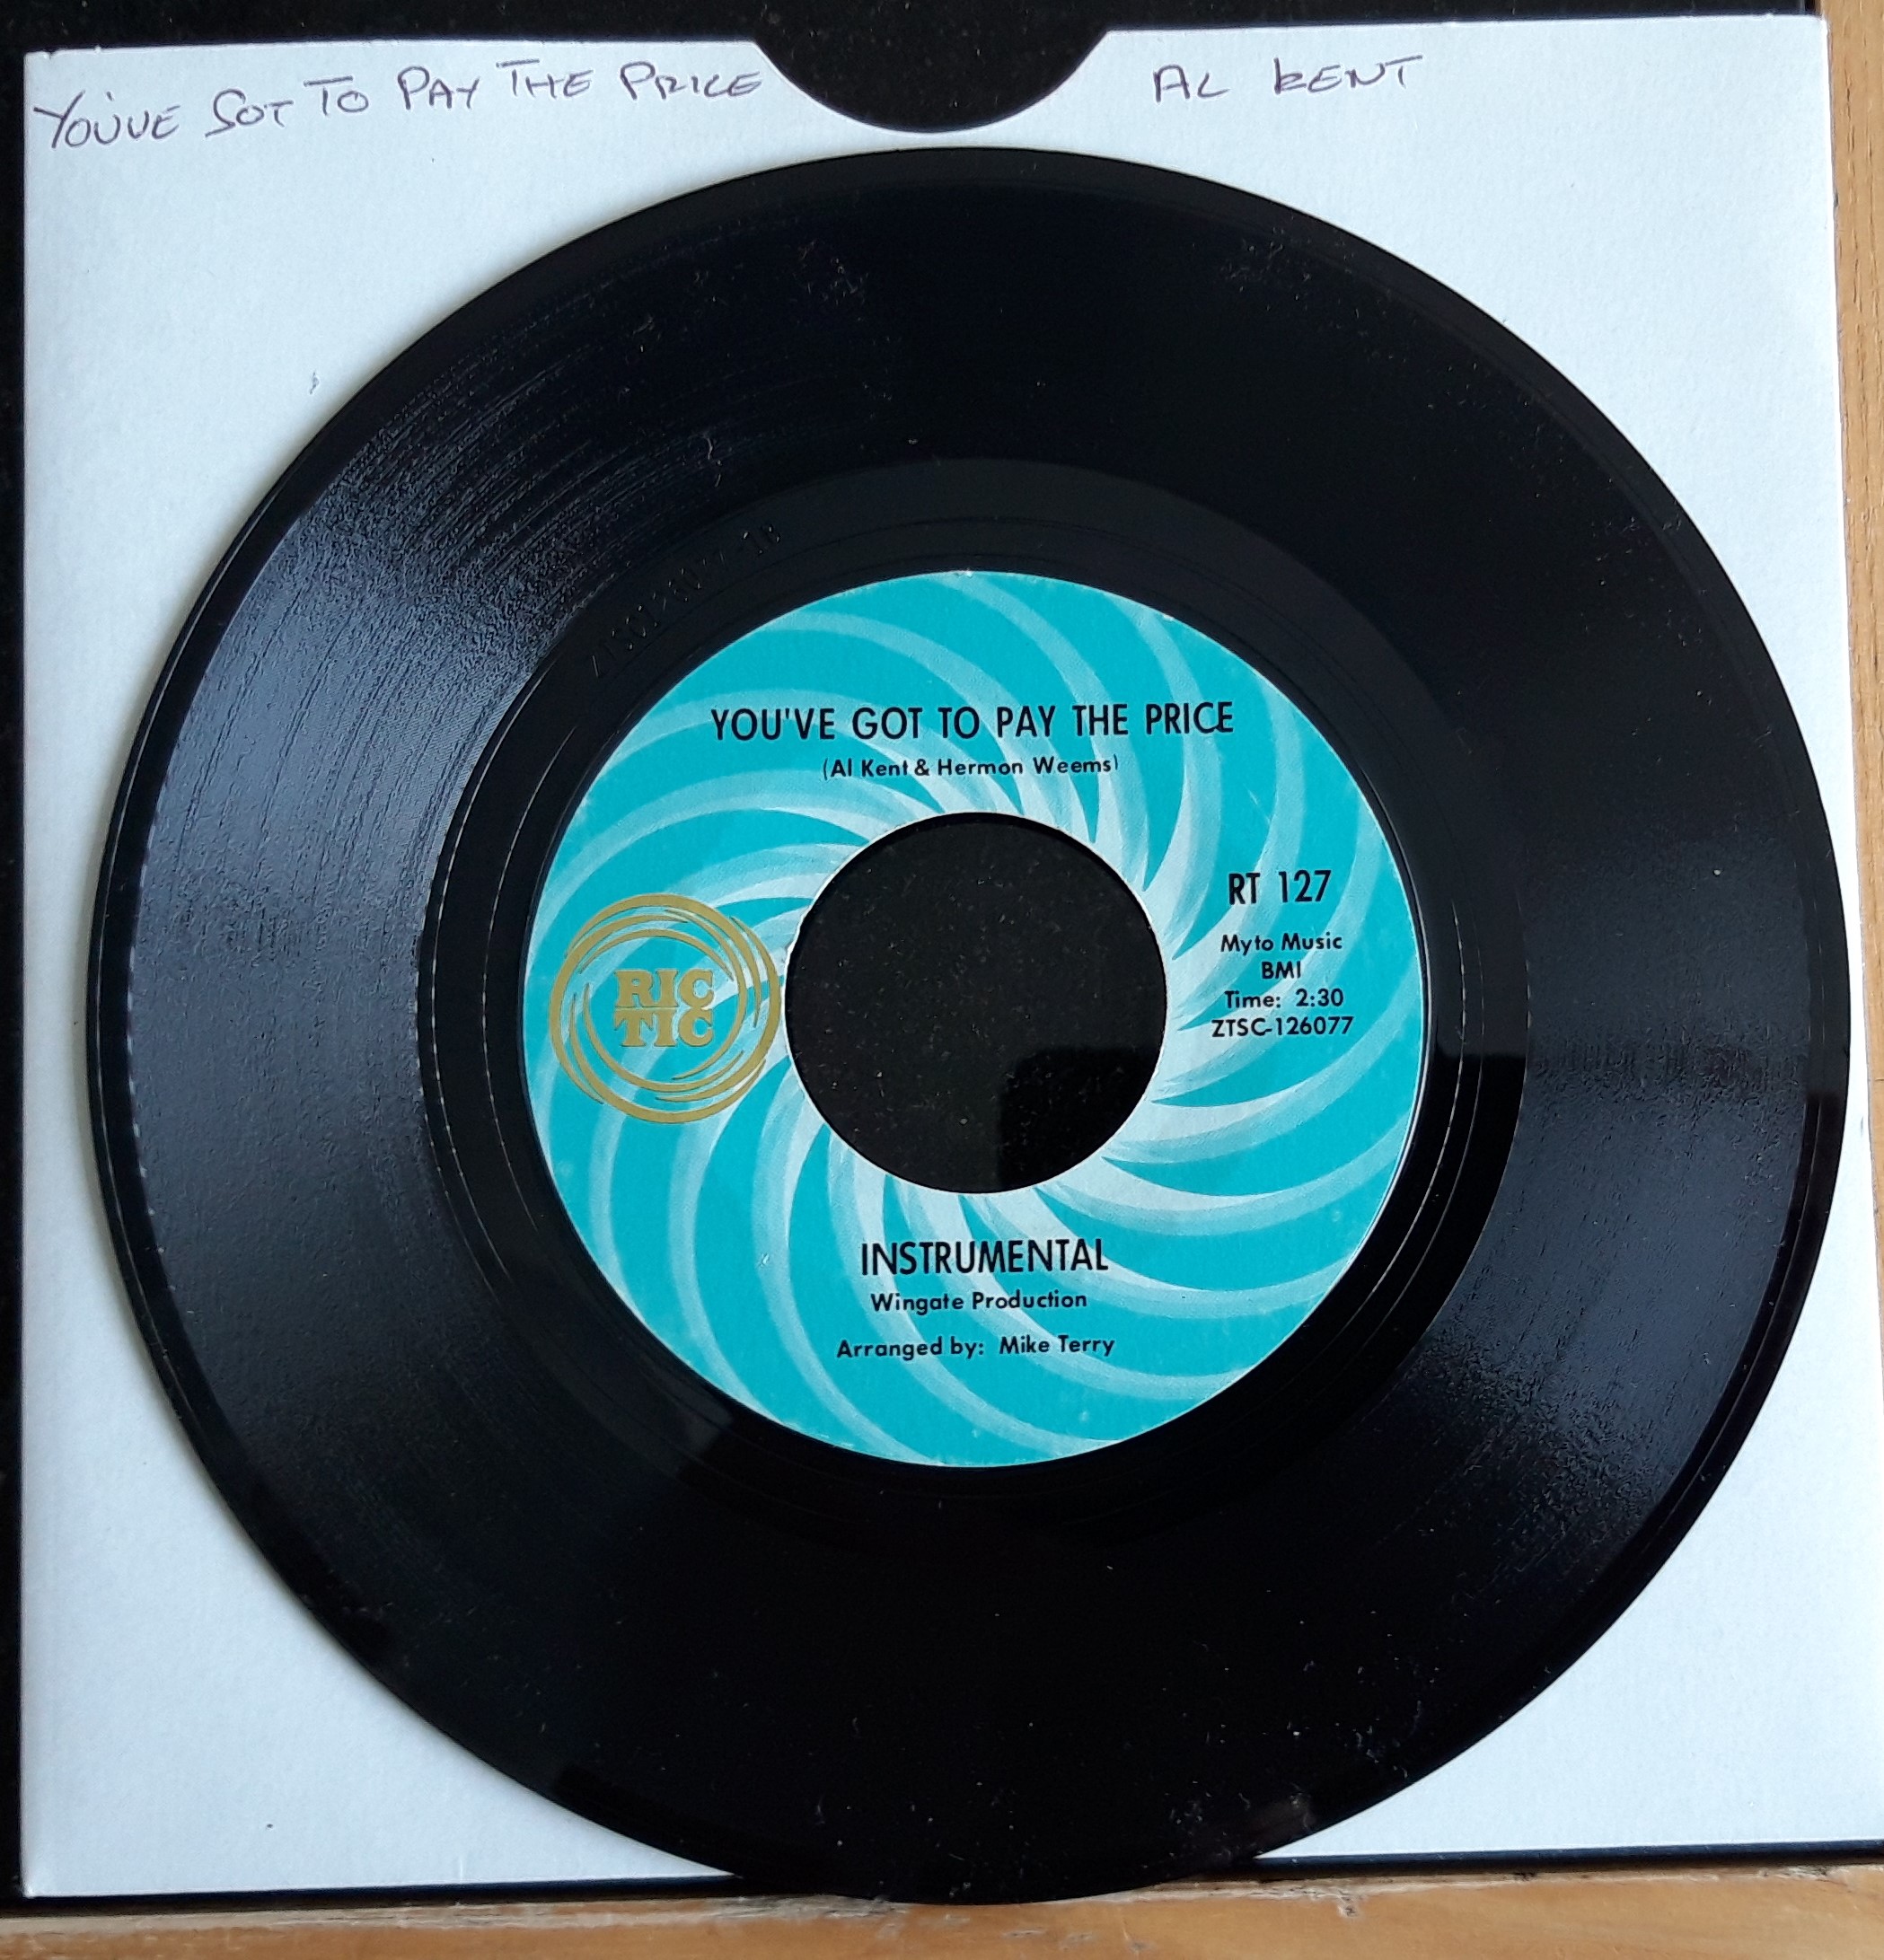 YOU'VE GOT TO PAY THE PRICE
AL KENT
YOU'VE GOT TO PAY THE PRICE
(Al Kent & Hermon Weems)
RIC
TIC
RT 127
Myto Music
BMI
Time: 2:30
ZTSC-126077
INSTRUMENTAL
Wingate Production
Arranged by: Mike Terry